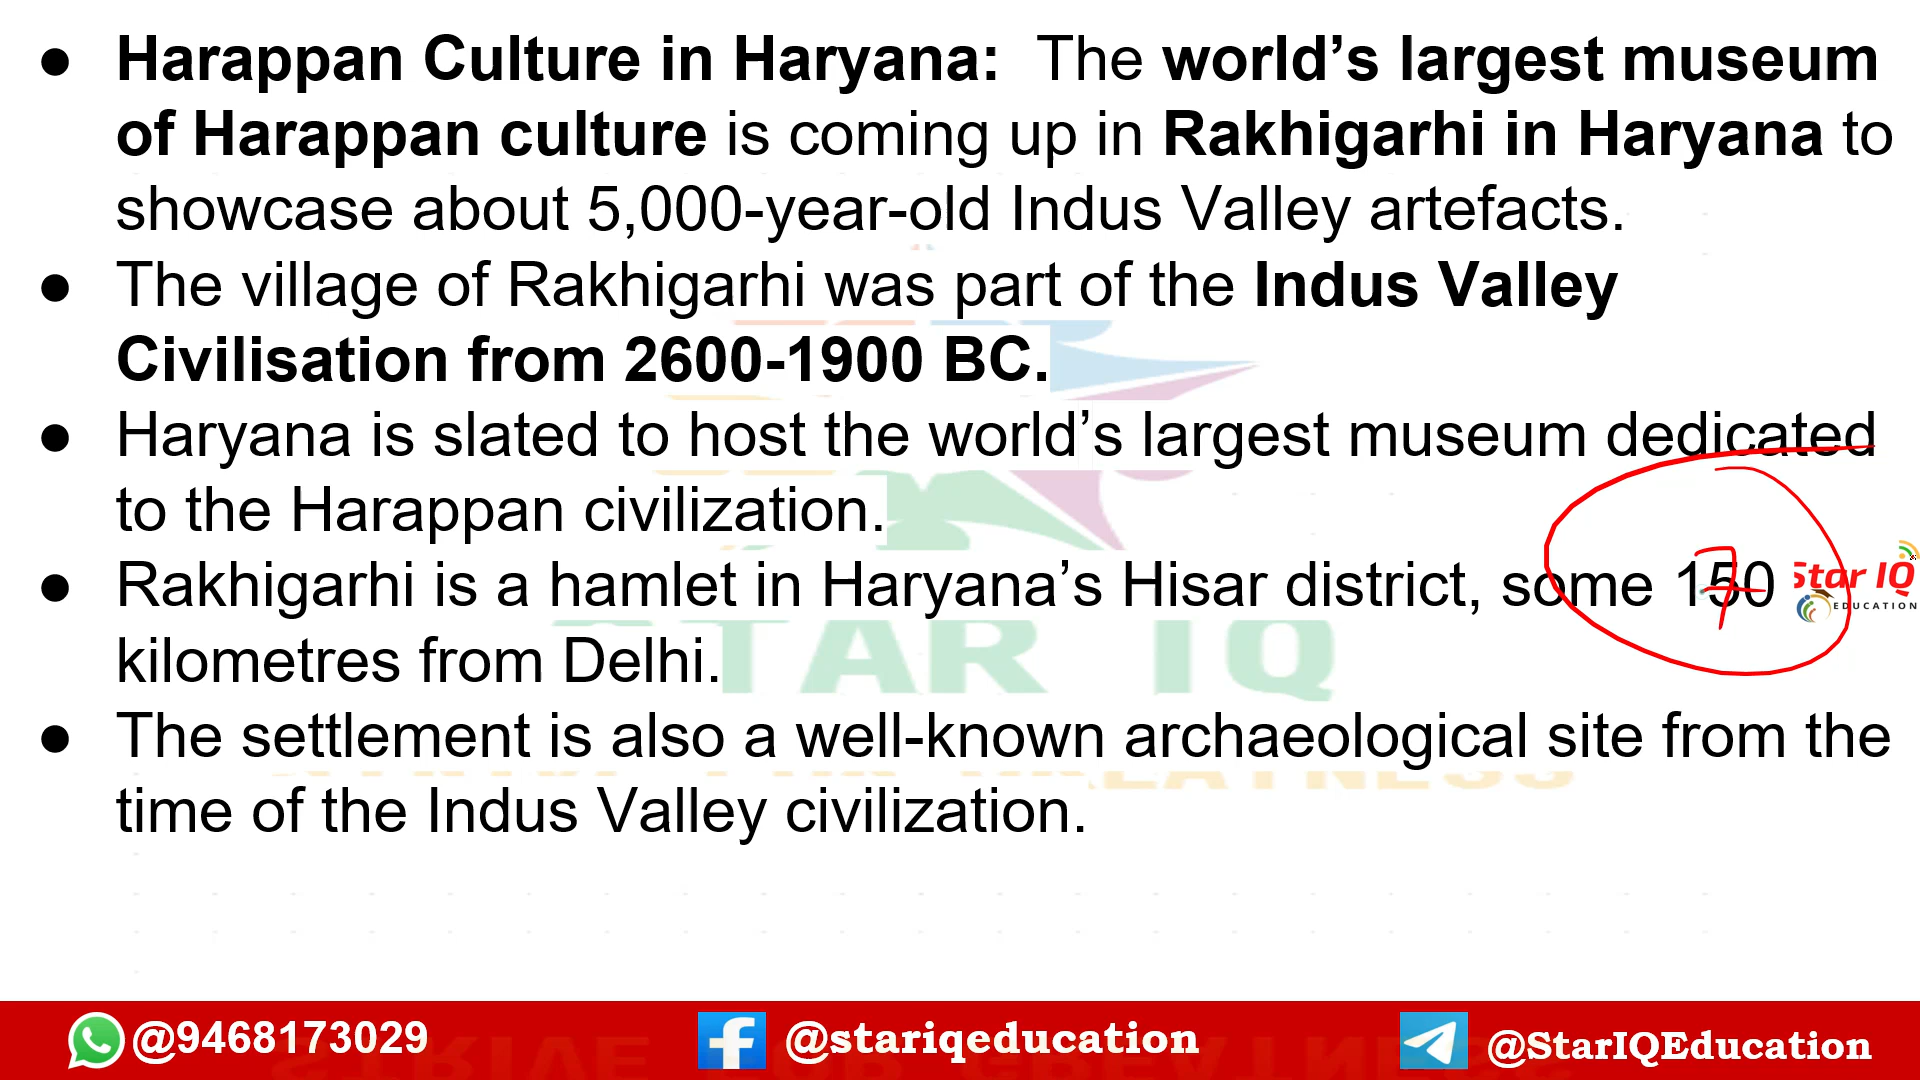 ● Harappan Culture in Haryana: The world’s largest museum
of Harappan culture is coming up in Rakhigarhi in Haryana to
showcase about 5,000-year-old Indus Valley artefacts.
● The village of Rakhigarhi was part of the Indus Valley
Civilisation from 2600-1900 BC.
● Haryana is slated to host the world’s largest museum dedicated
to the Harappan civilization.
● Rakhigarhi is a hamlet in Haryana’s Hisar district, some 150
7
Star IQ
EDUCATION
kilometres from Delhi.
TAR IQ
● The settlement is also a well-known archaeological site from the
time of the Indus Valley civilization.
@9468173029
@stariqeducation
@StarIQEducation